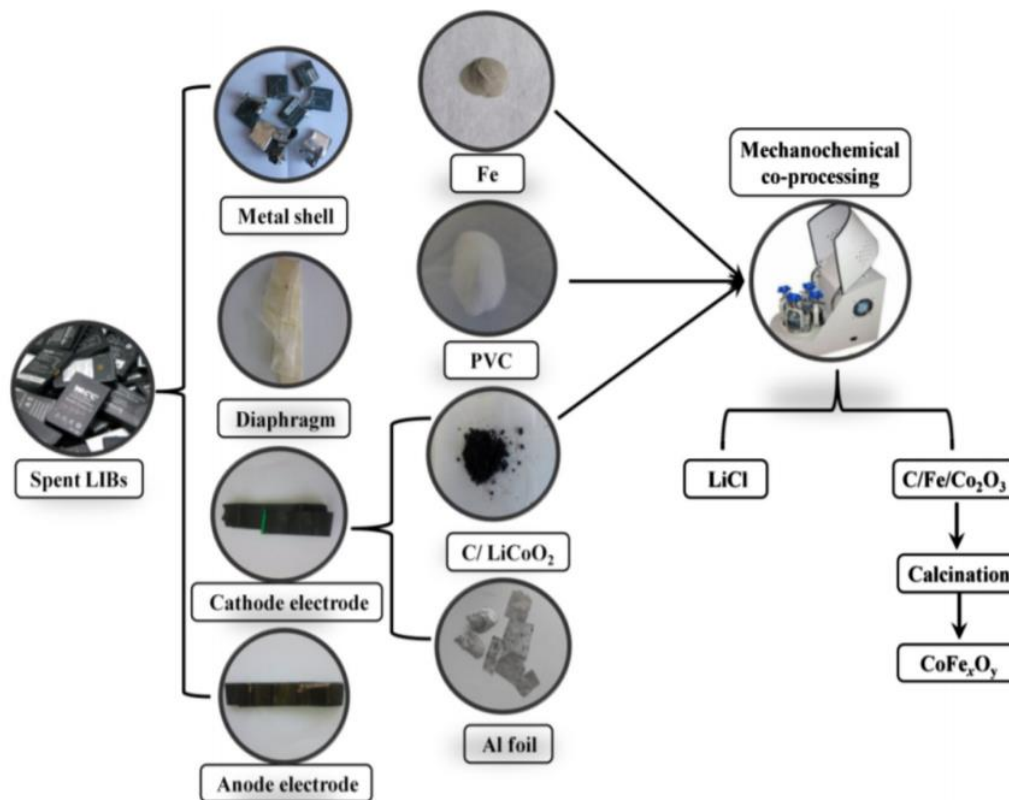 Spent LIBs
Metal shell
Diaphragm
Cathode electrode
Anode electrode
Fe
PVC
C/ LiCoO₂
Al foil
Mechanochemical
co-processing
LiCl
C/Fe/Co₂O₃
Calcination
CoFeₓOᵧ